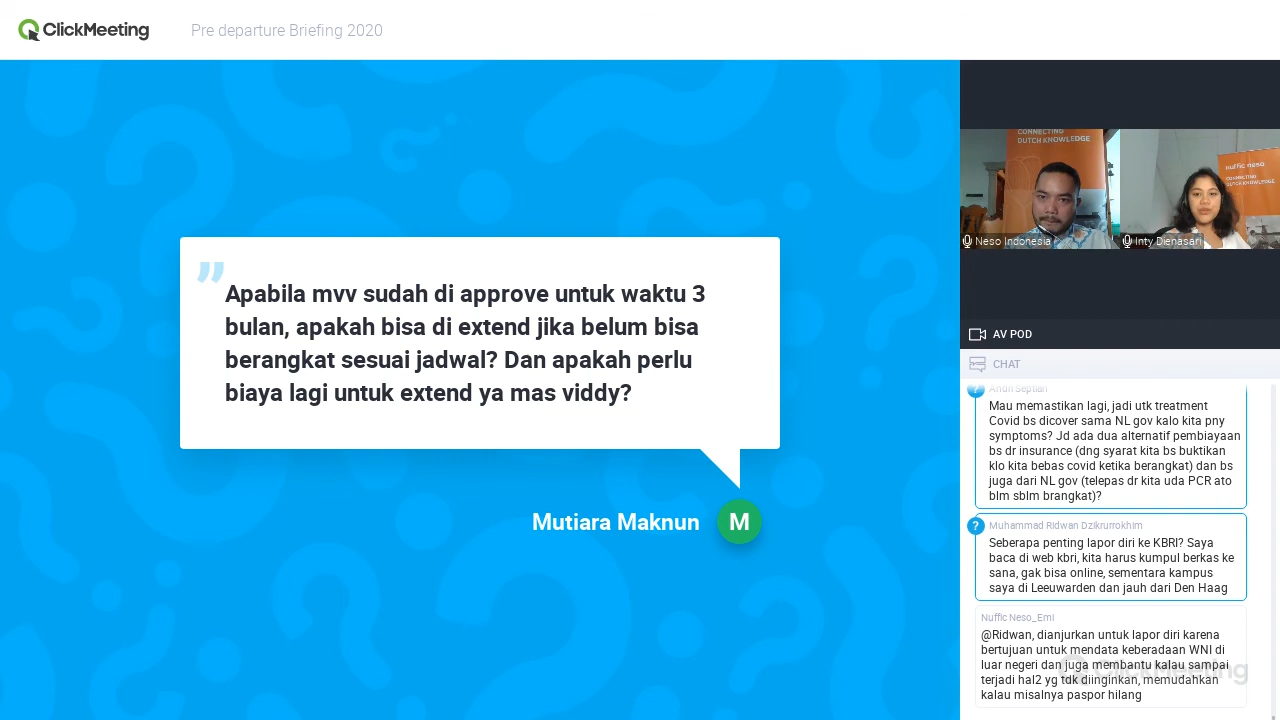 ClickMeeting
Pre departure Briefing 2020
Apabila mvv sudah di approve untuk waktu 3
bulan, apakah bisa di extend jika belum bisa
berangkat sesuai jadwal? Dan apakah perlu
biaya lagi untuk extend ya mas viddy?
Mutiara Maknun
M
CONNECTING
DUTCH KNOWLEDGE
Neso Indonesia
nuffic neso
CONNECTING
DUTCH KNOWLEDGE
Inty Dienasari
AV POD
CHAT
?
Andri Septian
Mau memastikan lagi, jadi utk treatment
Covid bs dicover sama NL gov kalo kita pny
symptoms? Jd ada dua alternatif pembiayaan
bs dr insurance (dng syarat kita bs buktikan
klo kita bebas covid ketika berangkat) dan bs
juga dari NL gov (telepas dr kita uda PCR ato
blm sblm brangkat)?
?
Muhammad Ridwan Dzikrurrokhim
Seberapa penting lapor diri ke KBRI? Saya
baca di web kbri, kita harus kumpul berkas ke
sana, gak bisa online, sementara kampus
saya di Leeuwarden dan jauh dari Den Haag
Nuffic Neso_Emi
@Ridwan, dianjurkan untuk lapor diri karena
bertujuan untuk mendata keberadaan WNI di
luar negeri dan juga membantu kalau sampai
terjadi hal2 yg tdk diinginkan, memudahkan
kalau misalnya paspor hilang
ClickMeeting